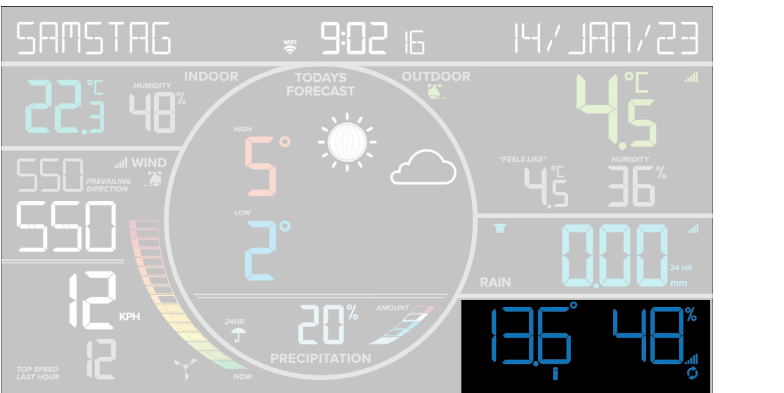 SAMSTAG
WIFI
9:02 16
14/JAN/23
INDOOR
22.3°C
HUMIDITY
48%
TODAYS
FORECAST
HIGH
5°
LOW
2°
24HR
20%
AMOUNT
PRECIPITATION
OUTDOOR
4.5°C
"FEELS LIKE"
4.5°C
HUMIDITY
36%
WIND
SSO
PREVAILING
DIRECTION
SSO
12 KPH
TOP SPEED
LAST HOUR
12
NOW
RAIN
0.00
24 HR
mm
13.6°
48%